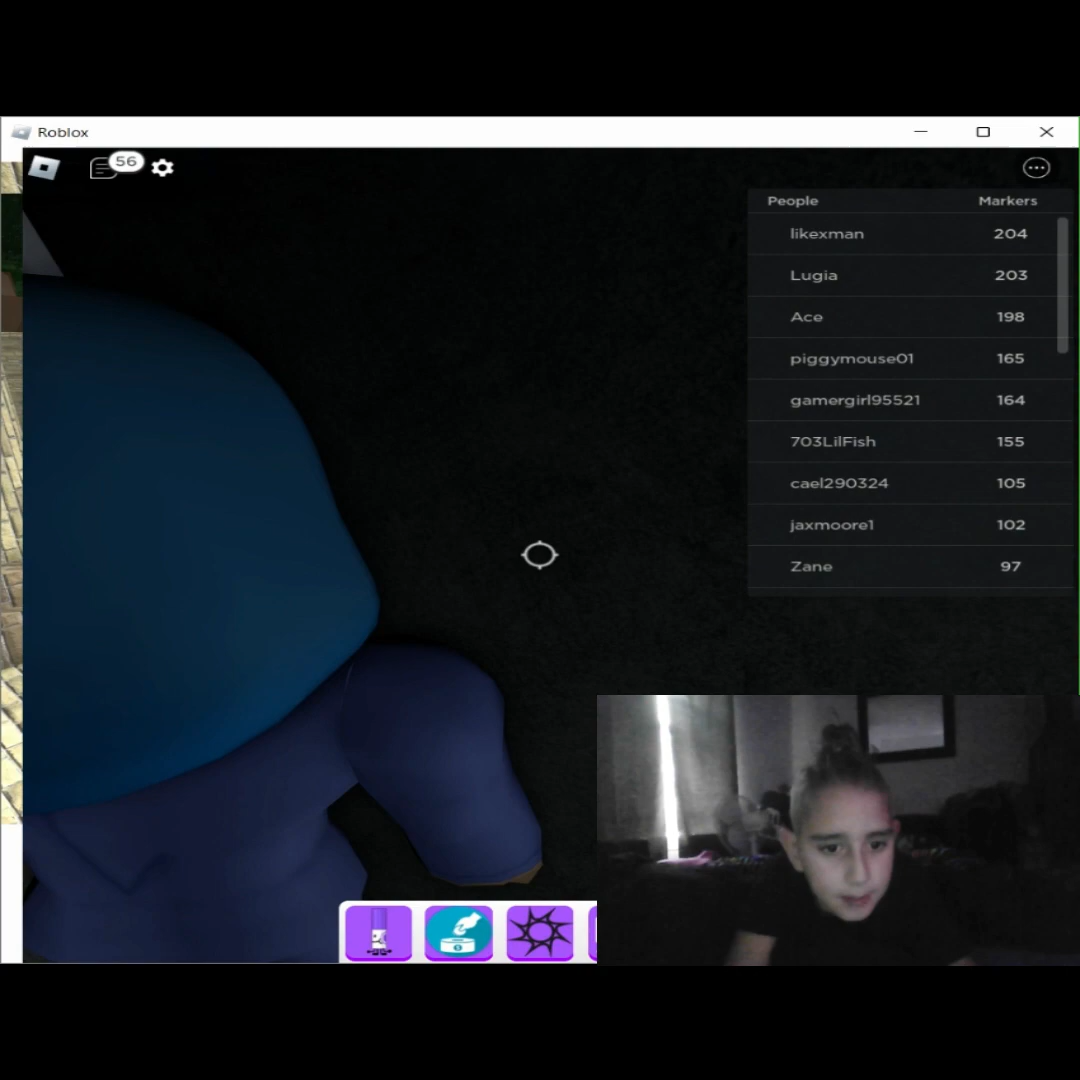 Roblox
56
People Markers
likexman 204
Lugia 203
Ace 198
piggymouse01 165
gamergirl95521 164
703LilFish 155
cael290324 105
jaxmoore1 102
Zane 97